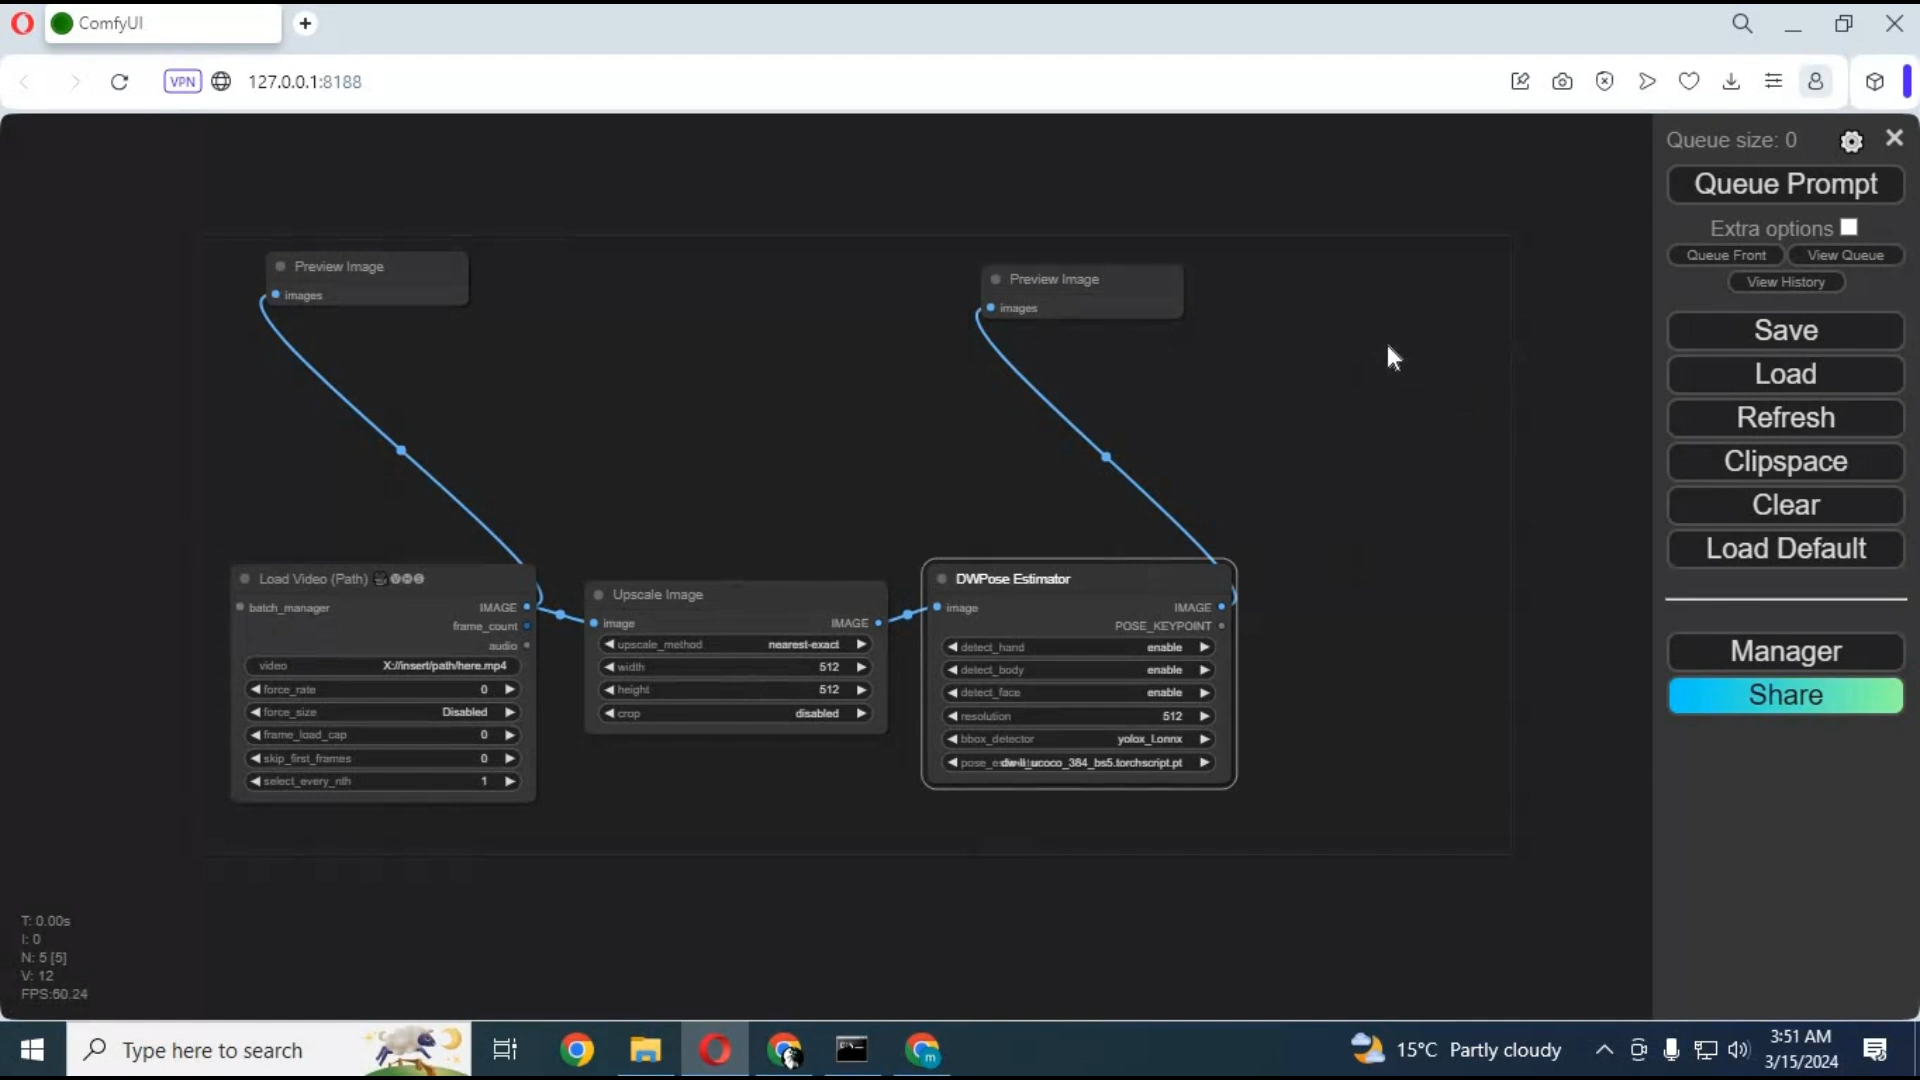 ComfyUI
VPN
127.0.0.1:8188
Queue size: 0
Queue Prompt
Extra options
Queue Front
View Queue
View History
Save
Load
Refresh
Clipspace
Clear
Load Default
Manager
Share
Preview Image
images
Preview Image
images
Load Video (Path)
batch_manager IMAGE
frame_count
audio
video X://insert/path/here.mp4
force_rate 0
force_size Disabled
frame_load_cap 0
skip_first_frames 0
select_every_nth 1
Upscale Image
image IMAGE
upscale_method nearest-exact
width 512
height 512
crop disabled
DWPose Estimator
image IMAGE
POSE_KEYPOINT
detect_hand enable
detect_body enable
detect_face enable
resolution 512
bbox_detector yolox_l.onnx
dw-ll_ucoco_384_bs5.torchscript.pt
T: 0.00s
I: 0
N: 5 [5]
V: 12
FPS:60.24
Type here to search
15°C Partly cloudy
3:51 AM
3/15/2024